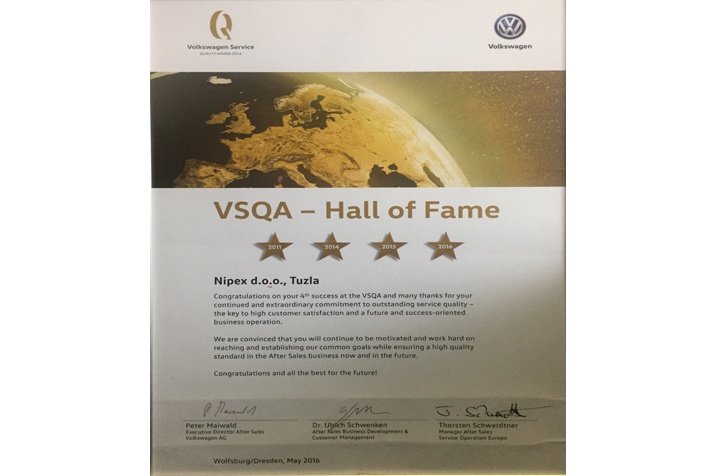 Volkswagen Service
QUALITY AWARD 2016
Volkswagen
VSQA – Hall of Fame
2011 2014 2015 2016
Nipex d.o.o., Tuzla
Congratulations on your 4th success at the VSQA and many thanks for your
continued and extraordinary commitment to outstanding service quality –
the key to high customer satisfaction and a future and success-oriented
business operation.
We are convinced that you will continue to be motivated and work hard on
reaching and establishing our common goals while ensuring a high quality
standard in the After Sales business now and in the future.
Congratulations and all the best for the future!
Peter Maiwald
Executive Director After Sales
Volkswagen AG
Dr. Ulrich Schwenken
After Sales Business Development &
Customer Management
Thorsten Schwerdtner
Manager After Sales
Service Operation Europe
Wolfsburg/Dresden, May 2016